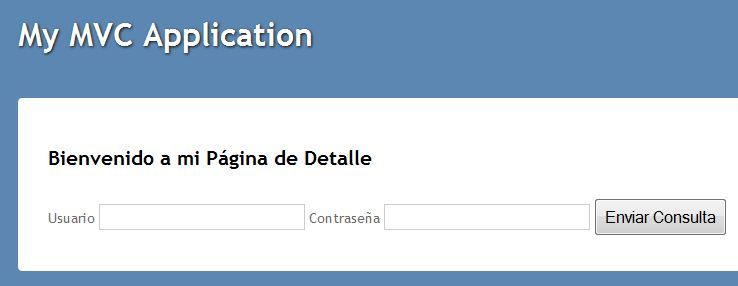 My MVC Application
Bienvenido a mi Página de Detalle
Usuario Contraseña Enviar Consulta